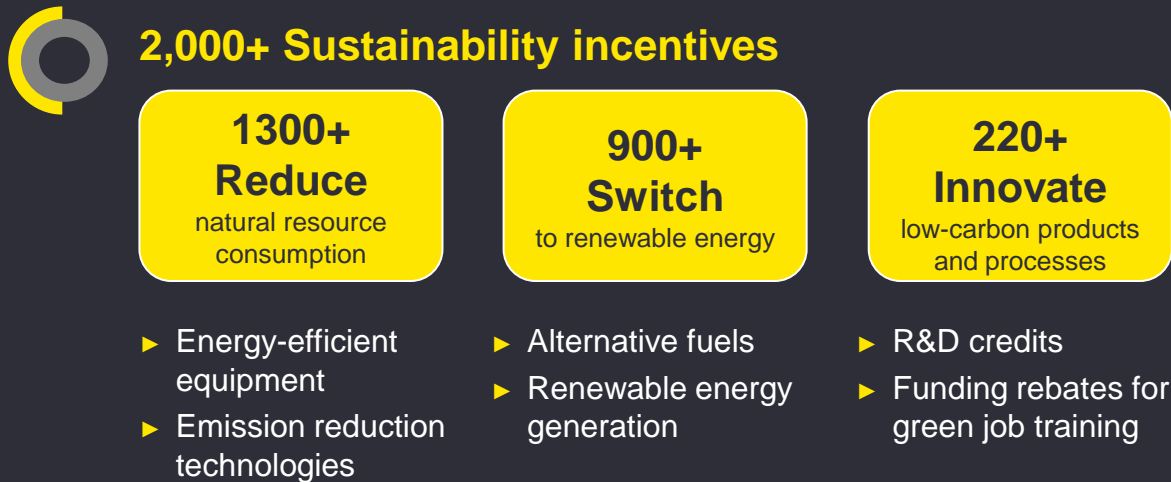 2,000+ Sustainability incentives
1300+
Reduce
natural resource
consumption
900+
Switch
to renewable energy
220+
Innovate
low-carbon products
and processes
► Energy-efficient
equipment
► Emission reduction
technologies
► Alternative fuels
► Renewable energy
generation
► R&D credits
► Funding rebates for
green job training